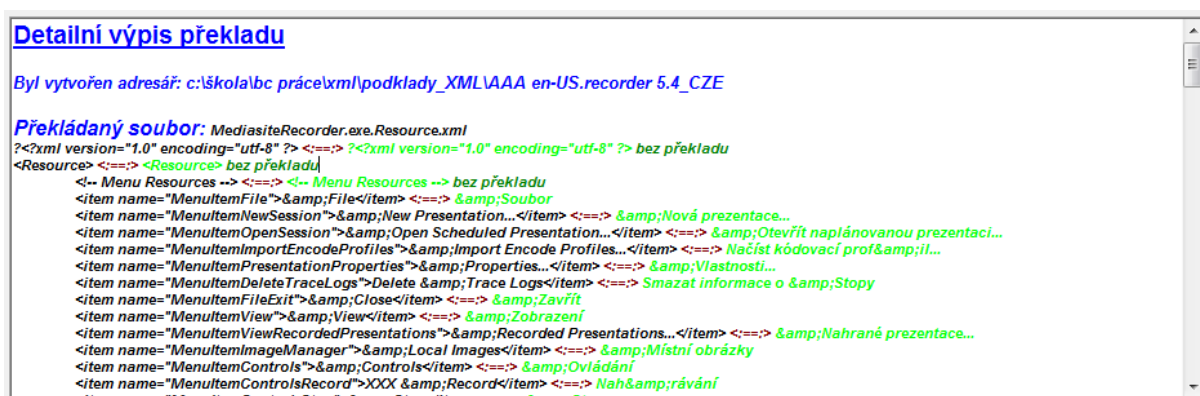 Detailní výpis překladu
Byl vytvořen adresář: c:\škola\bc práce\xml\podklady_XML\AAA en-US.recorder 5.4_CZE
Překládaný soubor: MediasiteRecorder.exe.Resource.xml
?<?xml version="1.0" encoding="utf-8" ?> <:==:> ?<?xml version="1.0" encoding="utf-8" ?> bez překladu
<Resource> <:==:> <Resource> bez překladu
<!-- Menu Resources --> <:==:> <!-- Menu Resources --> bez překladu
<item name="MenuItemFile">&amp;File</item> <:==:> &amp;Soubor
<item name="MenuItemNewSession">&amp;New Presentation...</item> <:==:> &amp;Nová prezentace...
<item name="MenuItemOpenSession">&amp;Open Scheduled Presentation...</item> <:==:> &amp;Otevřít naplánovanou prezentaci...
<item name="MenuItemImportEncodeProfiles">&amp;Import Encode Profiles...</item> <:==:> Načíst kódovací prof&amp;il...
<item name="MenuItemPresentationProperties">&amp;Properties...</item> <:==:> &amp;Vlastnosti...
<item name="MenuItemDeleteTraceLogs">Delete &amp;Trace Logs</item> <:==:> Smazat informace o &amp;Stopy
<item name="MenuItemFileExit">&amp;Close</item> <:==:> &amp;Zavřít
<item name="MenuItemView">&amp;View</item> <:==:> &amp;Zobrazení
<item name="MenuItemViewRecordedPresentations">&amp;Recorded Presentations...</item> <:==:> &amp;Nahrané prezentace...
<item name="MenuItemImageManager">&amp;Local Images</item> <:==:> &amp;Místní obrázky
<item name="MenuItemControls">&amp;Controls</item> <:==:> &amp;Ovládání
<item name="MenuItemControlsRecord">XXX &amp;Record</item> <:==:> Nah&amp;rávání